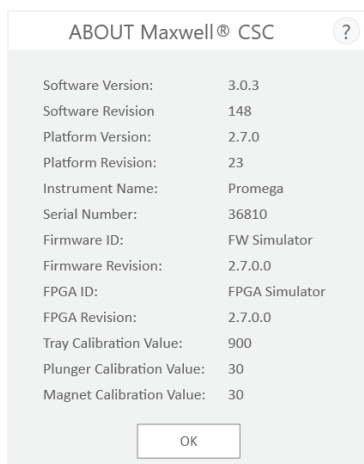 ABOUT Maxwell® CSC ?
Software Version: 3.0.3
Software Revision 148
Platform Version: 2.7.0
Platform Revision: 23
Instrument Name: Promega
Serial Number: 36810
Firmware ID: FW Simulator
Firmware Revision: 2.7.0.0
FPGA ID: FPGA Simulator
FPGA Revision: 2.7.0.0
Tray Calibration Value: 900
Plunger Calibration Value: 30
Magnet Calibration Value: 30
OK